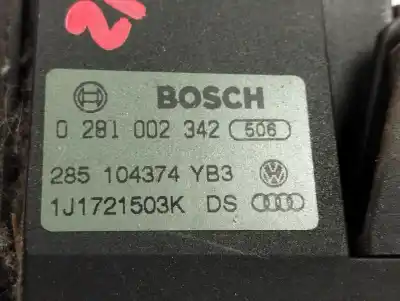 BOSCH
0 281 002 342 506
285 104374 YB3
1J1721503K DS